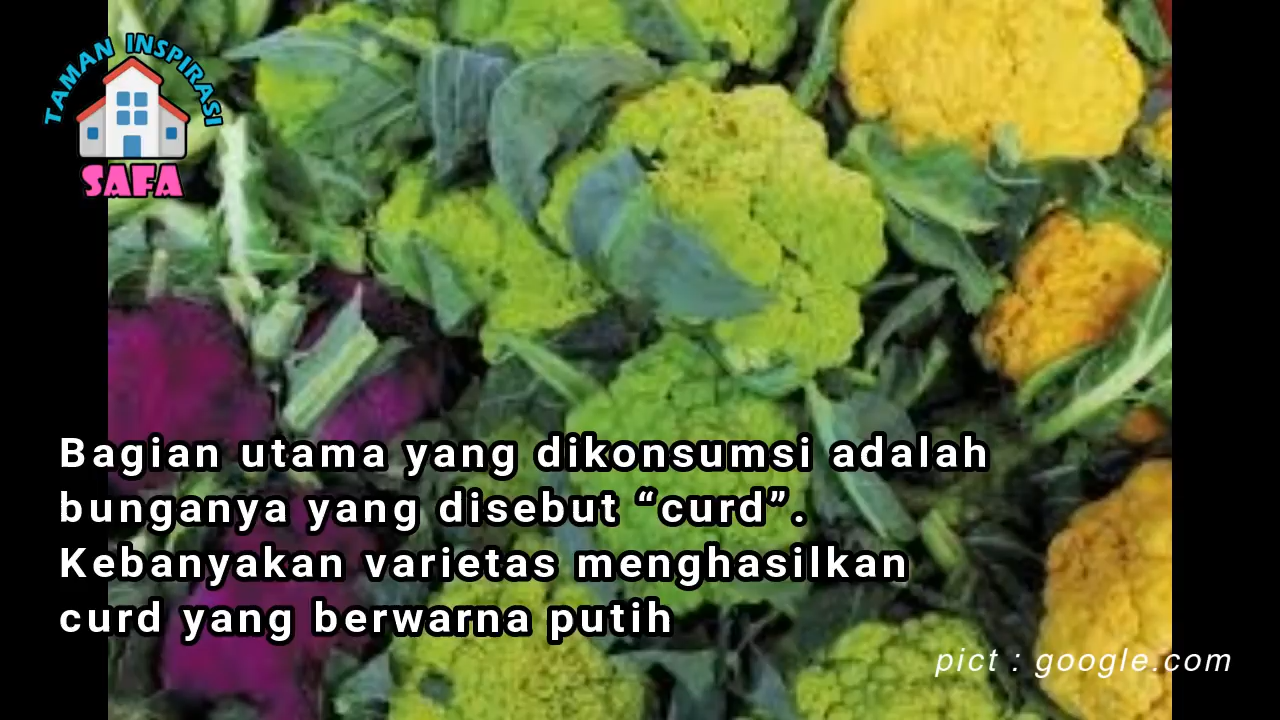 TAMAN INSPIRASI
SAFA
Bagian utama yang dikonsumsi adalah
bunganya yang disebut “curd”.
Kebanyakan varietas menghasilkan
curd yang berwarna putih
pict : google.com